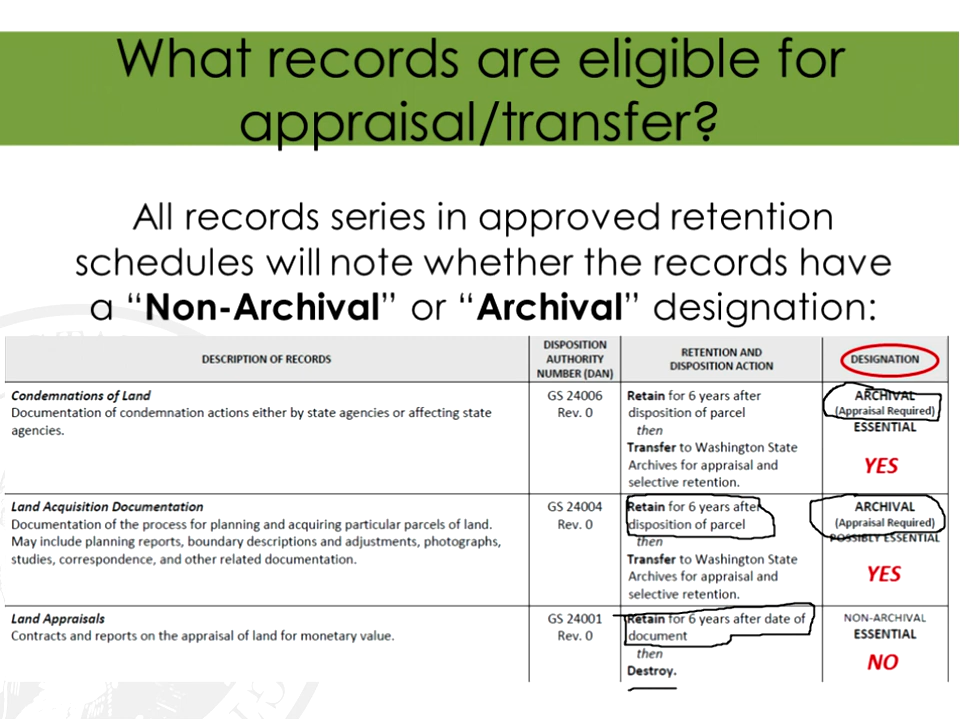 What records are eligible for
appraisal/transfer?
All records series in approved retention
schedules will note whether the records have
a “Non-Archival” or “Archival” designation:
DESCRIPTION OF RECORDS
DISPOSITION
AUTHORITY
NUMBER (DAN)
RETENTION AND
DISPOSITION ACTION
DESIGNATION
Condemnations of Land
Documentation of condemnation actions either by state agencies or affecting state
agencies.
GS 24006
Rev. 0
Retain for 6 years after
disposition of parcel
then
Transfer to Washington State
Archives for appraisal and
selective retention.
ARCHIVAL
(Appraisal Required)
ESSENTIAL
YES
Land Acquisition Documentation
Documentation of the process for planning and acquiring particular parcels of land.
May include planning reports, boundary descriptions and adjustments, photographs,
studies, correspondence, and other related documentation.
GS 24004
Rev. 0
Retain for 6 years after
disposition of parcel
then
Transfer to Washington State
Archives for appraisal and
selective retention.
ARCHIVAL
(Appraisal Required)
POSSIBLY ESSENTIAL
YES
Land Appraisals
Contracts and reports on the appraisal of land for monetary value.
GS 24001
Rev. 0
Retain for 6 years after date of
document
then
Destroy.
NON-ARCHIVAL
ESSENTIAL
NO